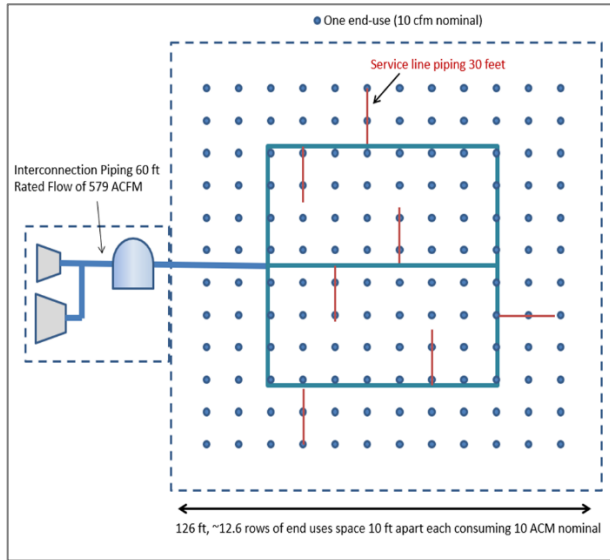 One end-use (10 cfm nominal)
Service line piping 30 feet
Interconnection Piping 60 ft
Rated Flow of 579 ACFM
126 ft, ~12.6 rows of end uses space 10 ft apart each consuming 10 ACM nominal